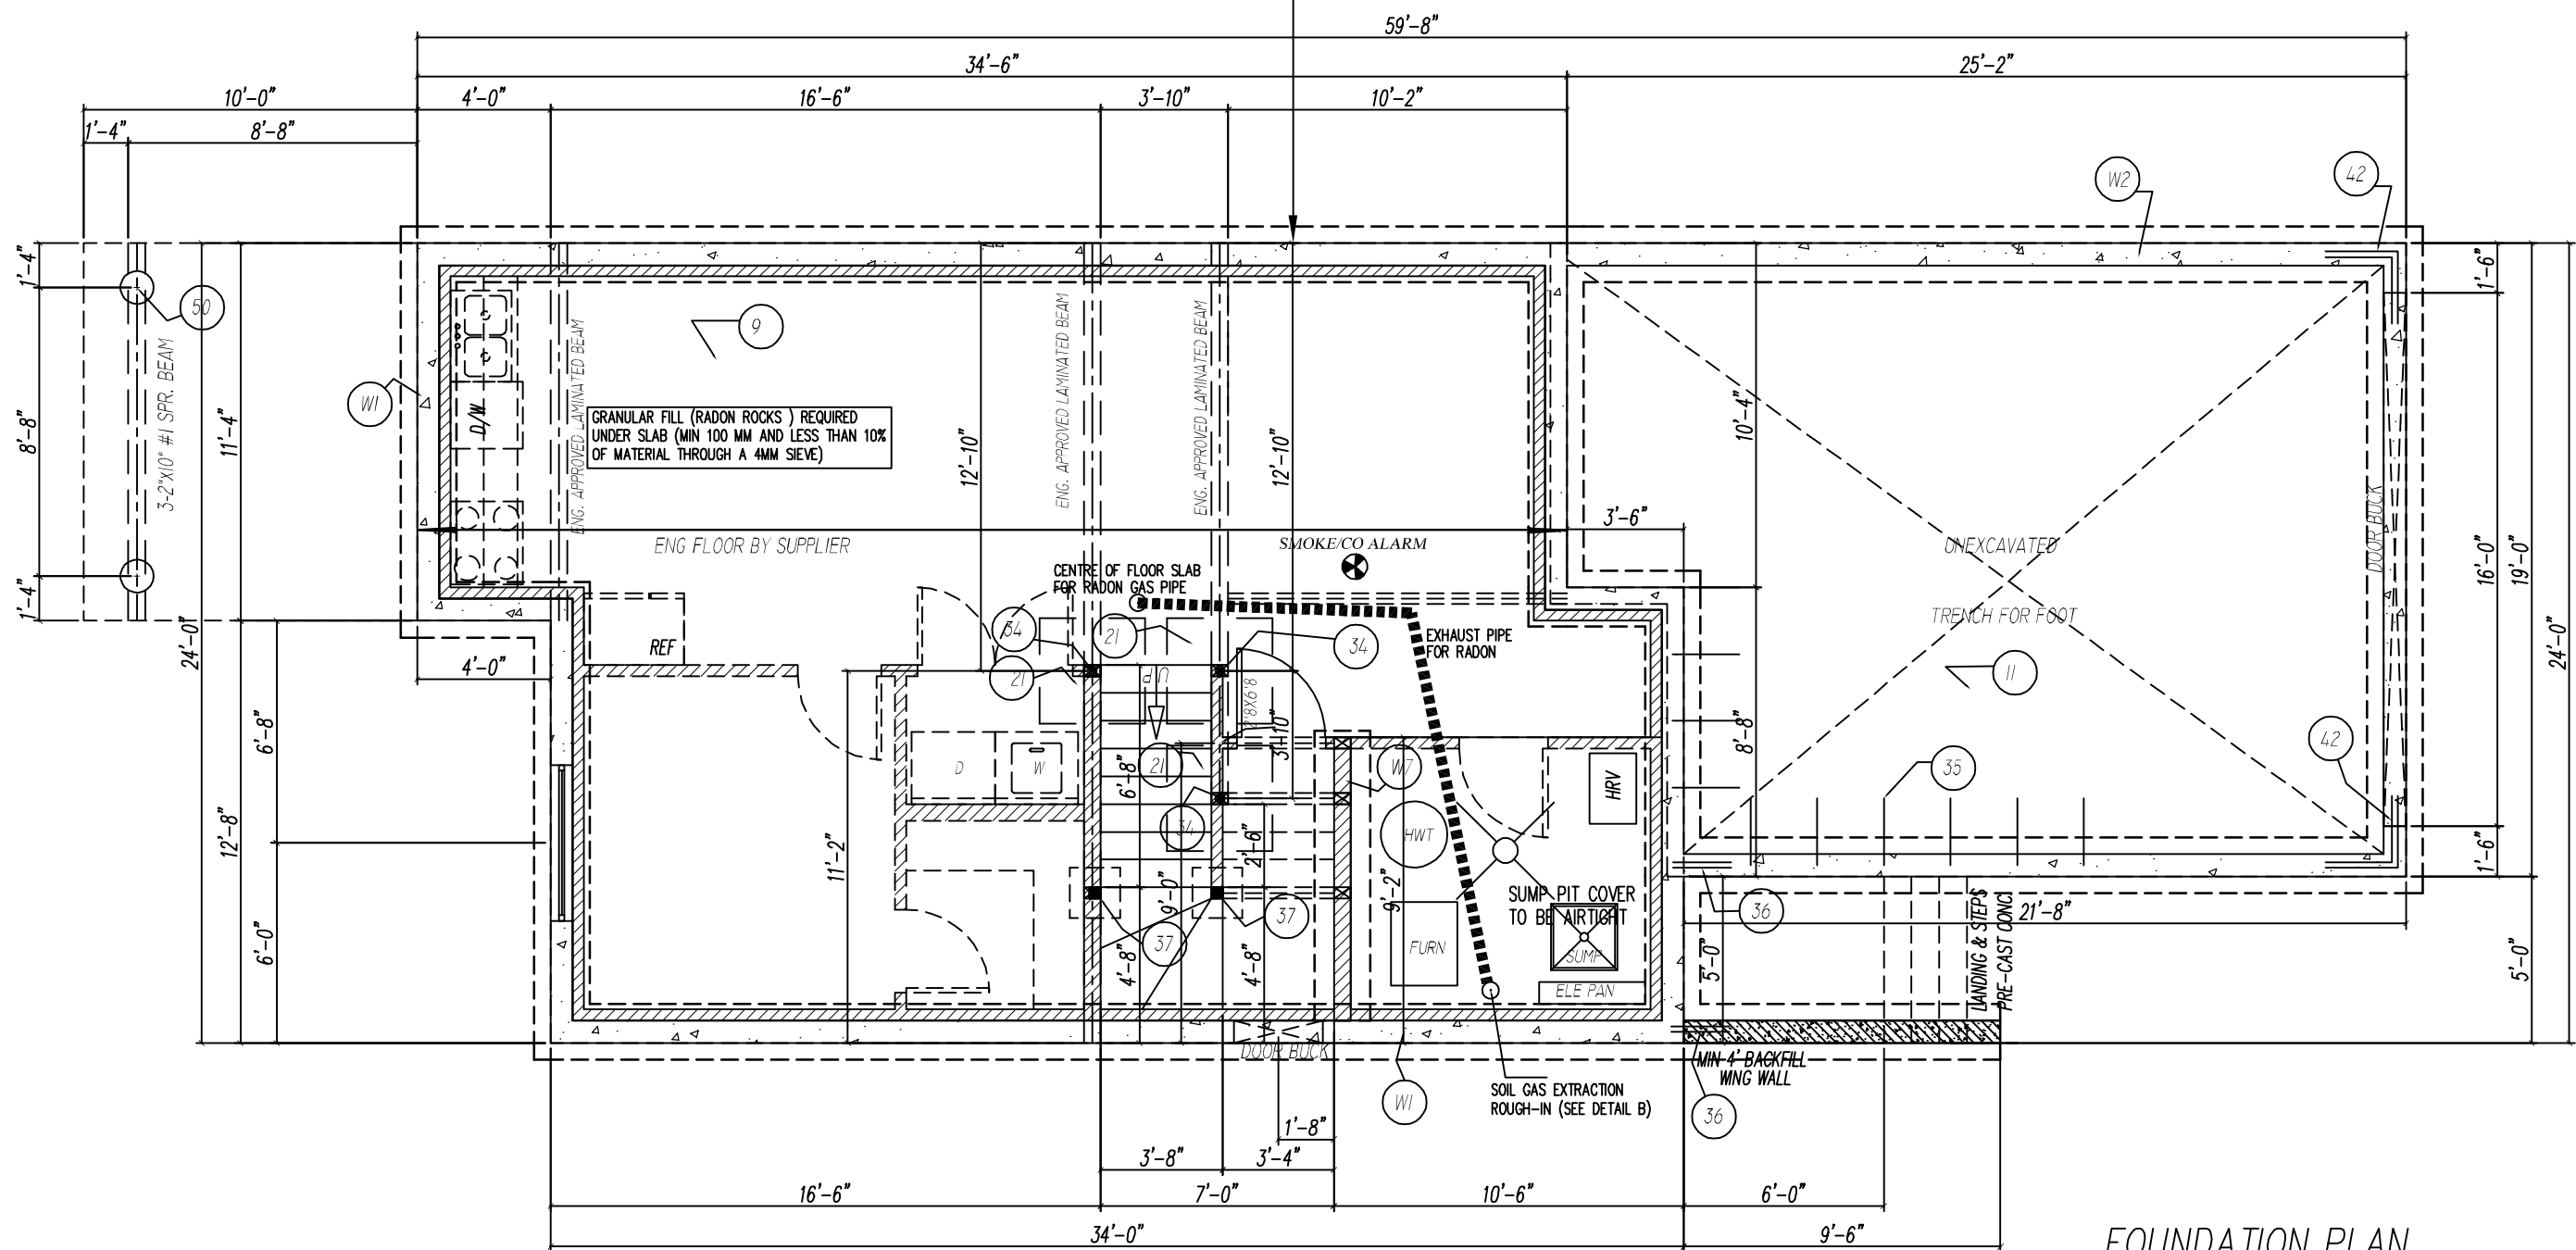 59'-8"
34'-6"
25'-2"
10'-0"
4'-0"
16'-6"
3'-10"
10'-2"
1'-4"
8'-8"
W2
42
1'-4"
50
9
1'-6"
3-2"x10" #1 SPR. BEAM
W1
D/W
ENG. APPROVED LAMINATED BEAM
ENG. APPROVED LAMINATED BEAM
ENG. APPROVED LAMINATED BEAM
GRANULAR FILL (RADON ROCKS ) REQUIRED
UNDER SLAB (MIN 100 MM AND LESS THAN 10%
OF MATERIAL THROUGH A 4MM SIEVE)
8'-8"
11'-4"
12'-10"
12'-10"
10'-4"
3'-6"
DOOR BUCK
16'-0"
19'-0"
ENG FLOOR BY SUPPLIER
SMOKE/CO ALARM
UNEXCAVATED
CENTRE OF FLOOR SLAB
FOR RADON GAS PIPE
1'-4"
24'-0"
24'-0"
TRENCH FOR FOOT
REF
34
21
34
EXHAUST PIPE
FOR RADON
4'-0"
21
UP
2'8X6'8
11
6'-8"
3'-10"
8'-8"
42
D
W
6'-8"
21
W7
HRV
35
12'-8"
11'-2"
34
2'-6"
HWT
1'-6"
9'-0"
9'-2"
SUMP PIT COVER
TO BE AIRTIGHT
36
21'-8"
LANDING & STEPS
PRE-CAST CONC.
6'-0"
37
37
FURN
SUMP
4'-8"
4'-8"
5'-0"
5'-0"
ELE PAN
DOOR BUCK
MIN 4' BACKFILL
WING WALL
W1
SOIL GAS EXTRACTION
ROUGH-IN (SEE DETAIL B)
36
1'-8"
3'-8"
3'-4"
16'-6"
7'-0"
10'-6"
6'-0"
34'-0"
9'-6"
FOUNDATION PLAN